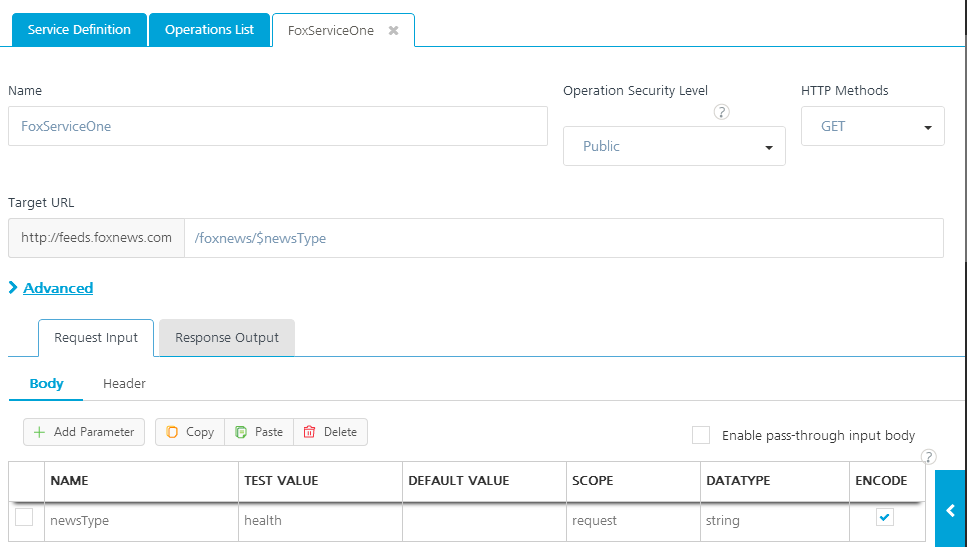 Service Definition Operations List FoxServiceOne
Name Operation Security Level HTTP Methods
?
FoxServiceOne Public GET
Target URL
http://feeds.foxnews.com /foxnews/$newsType
Advanced
Request Input Response Output
Body Header
Add Parameter Copy Paste Delete Enable pass-through input body
?
NAME TEST VALUE DEFAULT VALUE SCOPE DATATYPE ENCODE
newsType health request string